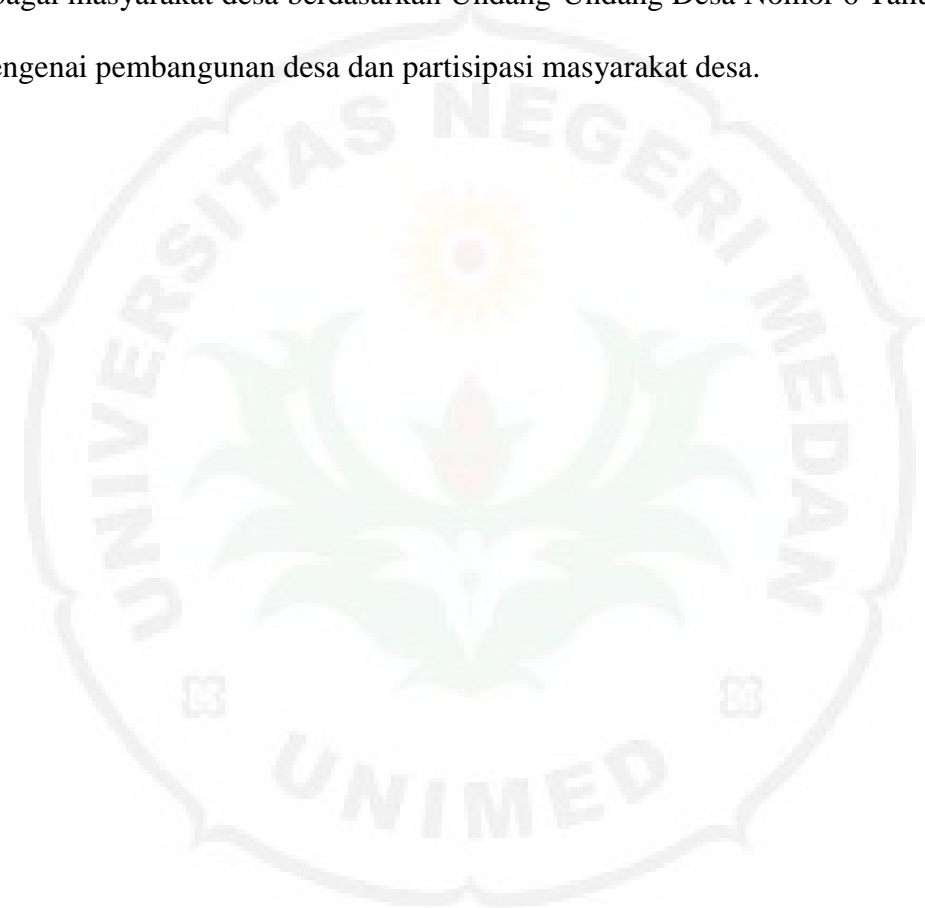 bagai masyarakat desa berdasarkan Undang-Undang Desa Nomor 6 Tahu
engenai pembangunan desa dan partisipasi masyarakat desa.
UNIVERSITAS NEGERI MEDAN
UNIMED